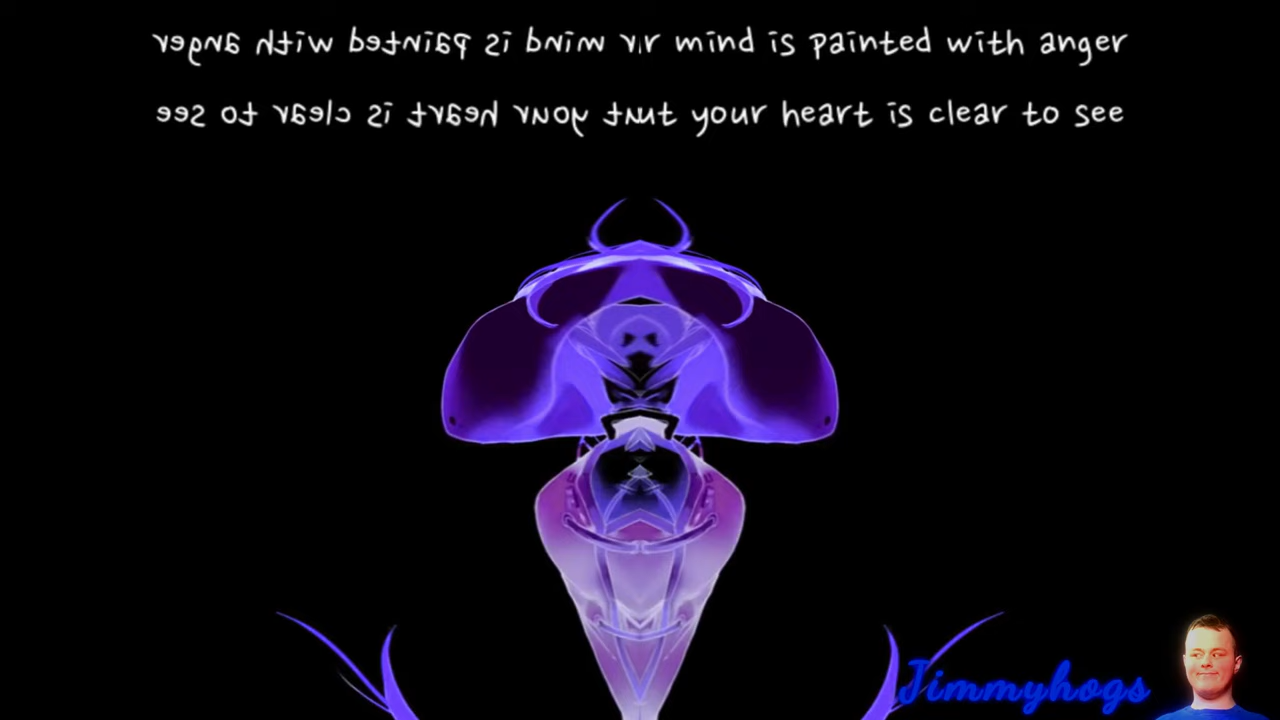 r mind is painted with anger
t your heart is clear to see
Jimmyhogs